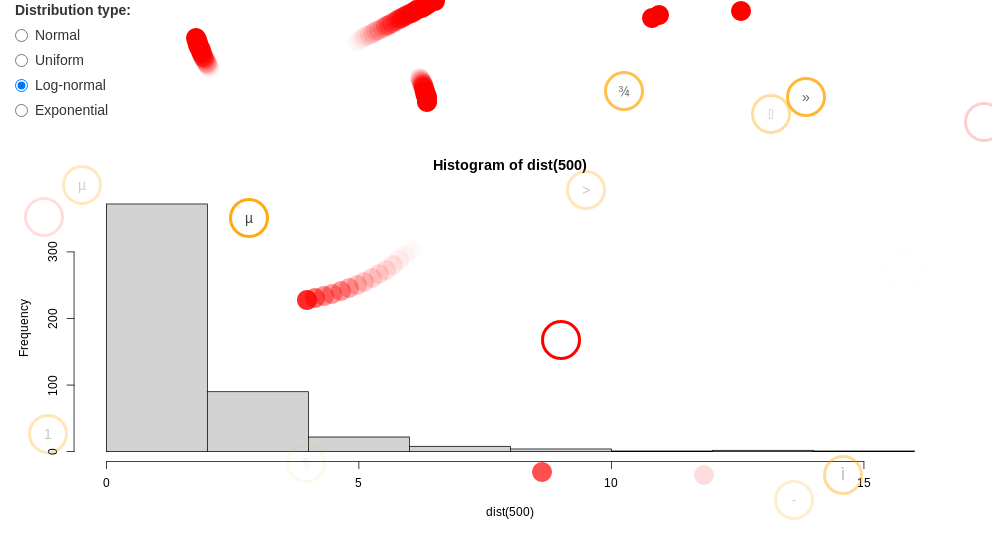 Distribution type:
Normal
Uniform
Log-normal
Exponential
¾
»
Histogram of dist(500)
µ
>
µ
300
200
100
0
Frequency
1
¶
Ì
-
0
5
10
15
dist(500)